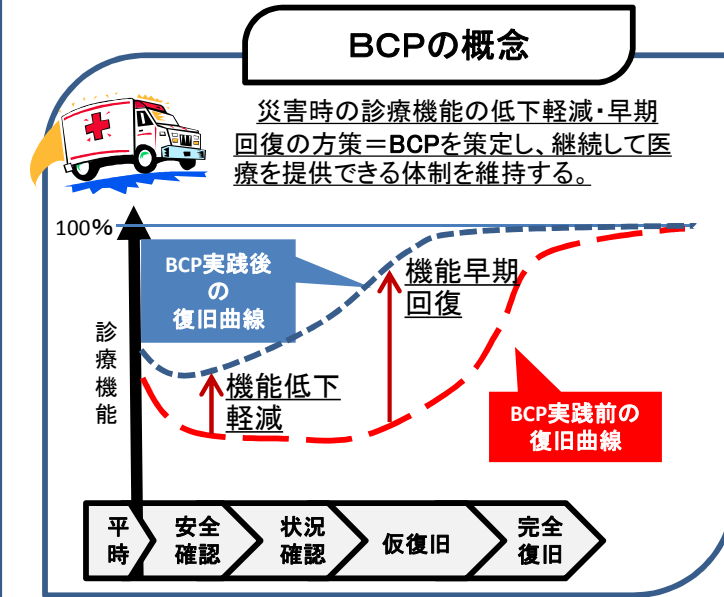 BCPの概念
災害時の診療機能の低下軽減・早期
回復の方策＝BCPを策定し、継続して医
療を提供できる体制を維持する。
100%
BCP実践後
の
復旧曲線
機能早期
回復
診療機能
機能低下
軽減
BCP実践前の
復旧曲線
平時
安全
確認
状況
確認
仮復旧
完全
復旧